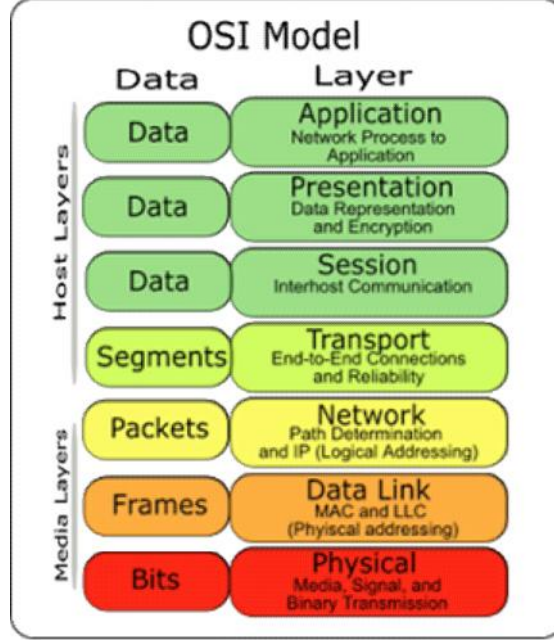 OSI Model
Data Layer
Host Layers
Data
Application
Network Process to
Application
Data
Presentation
Data Representation
and Encryption
Data
Session
Interhost Communication
Segments
Transport
End-to-End Connections
and Reliability
Media Layers
Packets
Network
Path Determination
and IP (Logical Addressing)
Frames
Data Link
MAC and LLC
(Phyiscal addressing)
Bits
Physical
Media, Signal, and
Binary Transmission